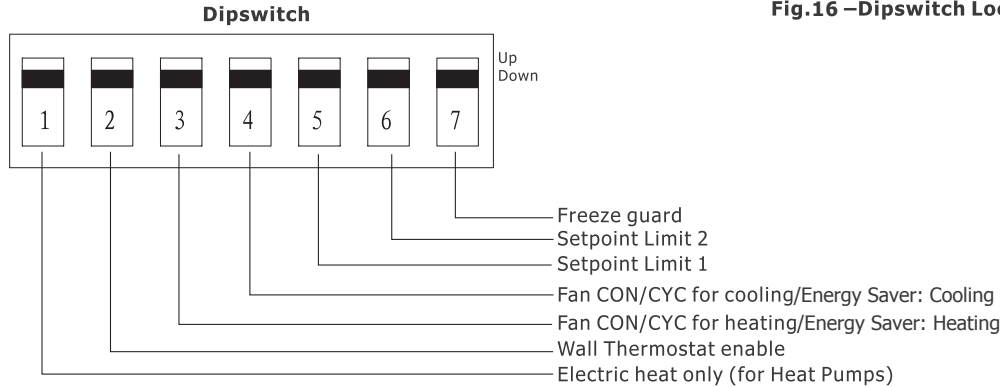 Dipswitch
Fig.16 –Dipswitch Loc
Up
Down
1 2 3 4 5 6 7
Freeze guard
Setpoint Limit 2
Setpoint Limit 1
Fan CON/CYC for cooling/Energy Saver: Cooling
Fan CON/CYC for heating/Energy Saver: Heating
Wall Thermostat enable
Electric heat only (for Heat Pumps)